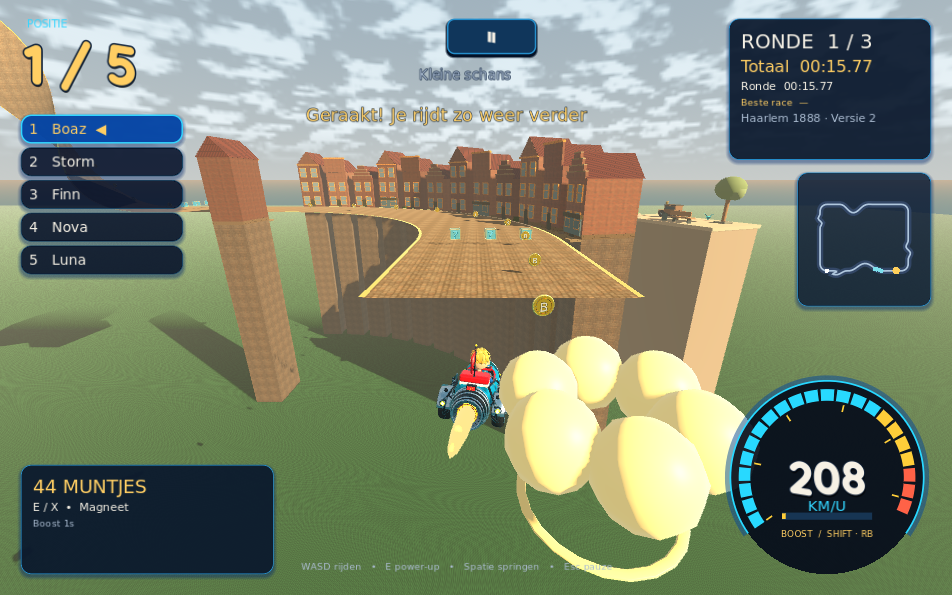 POSITIE
1/5
1 Boaz ◀
2 Storm
3 Finn
4 Nova
5 Luna
Kleine schans
Geraakt! Je rijdt zo weer verder
RONDE 1 / 3
Totaal 00:15.77
Ronde 00:15.77
Beste race —
Haarlem 1888 · Versie 2
B
44 MUNTJES
E / X • Magneet
Boost 1s
208
KM/U
BOOST / SHIFT · RB
WASD rijden • E power-up • Spatie springen • Esc pauze